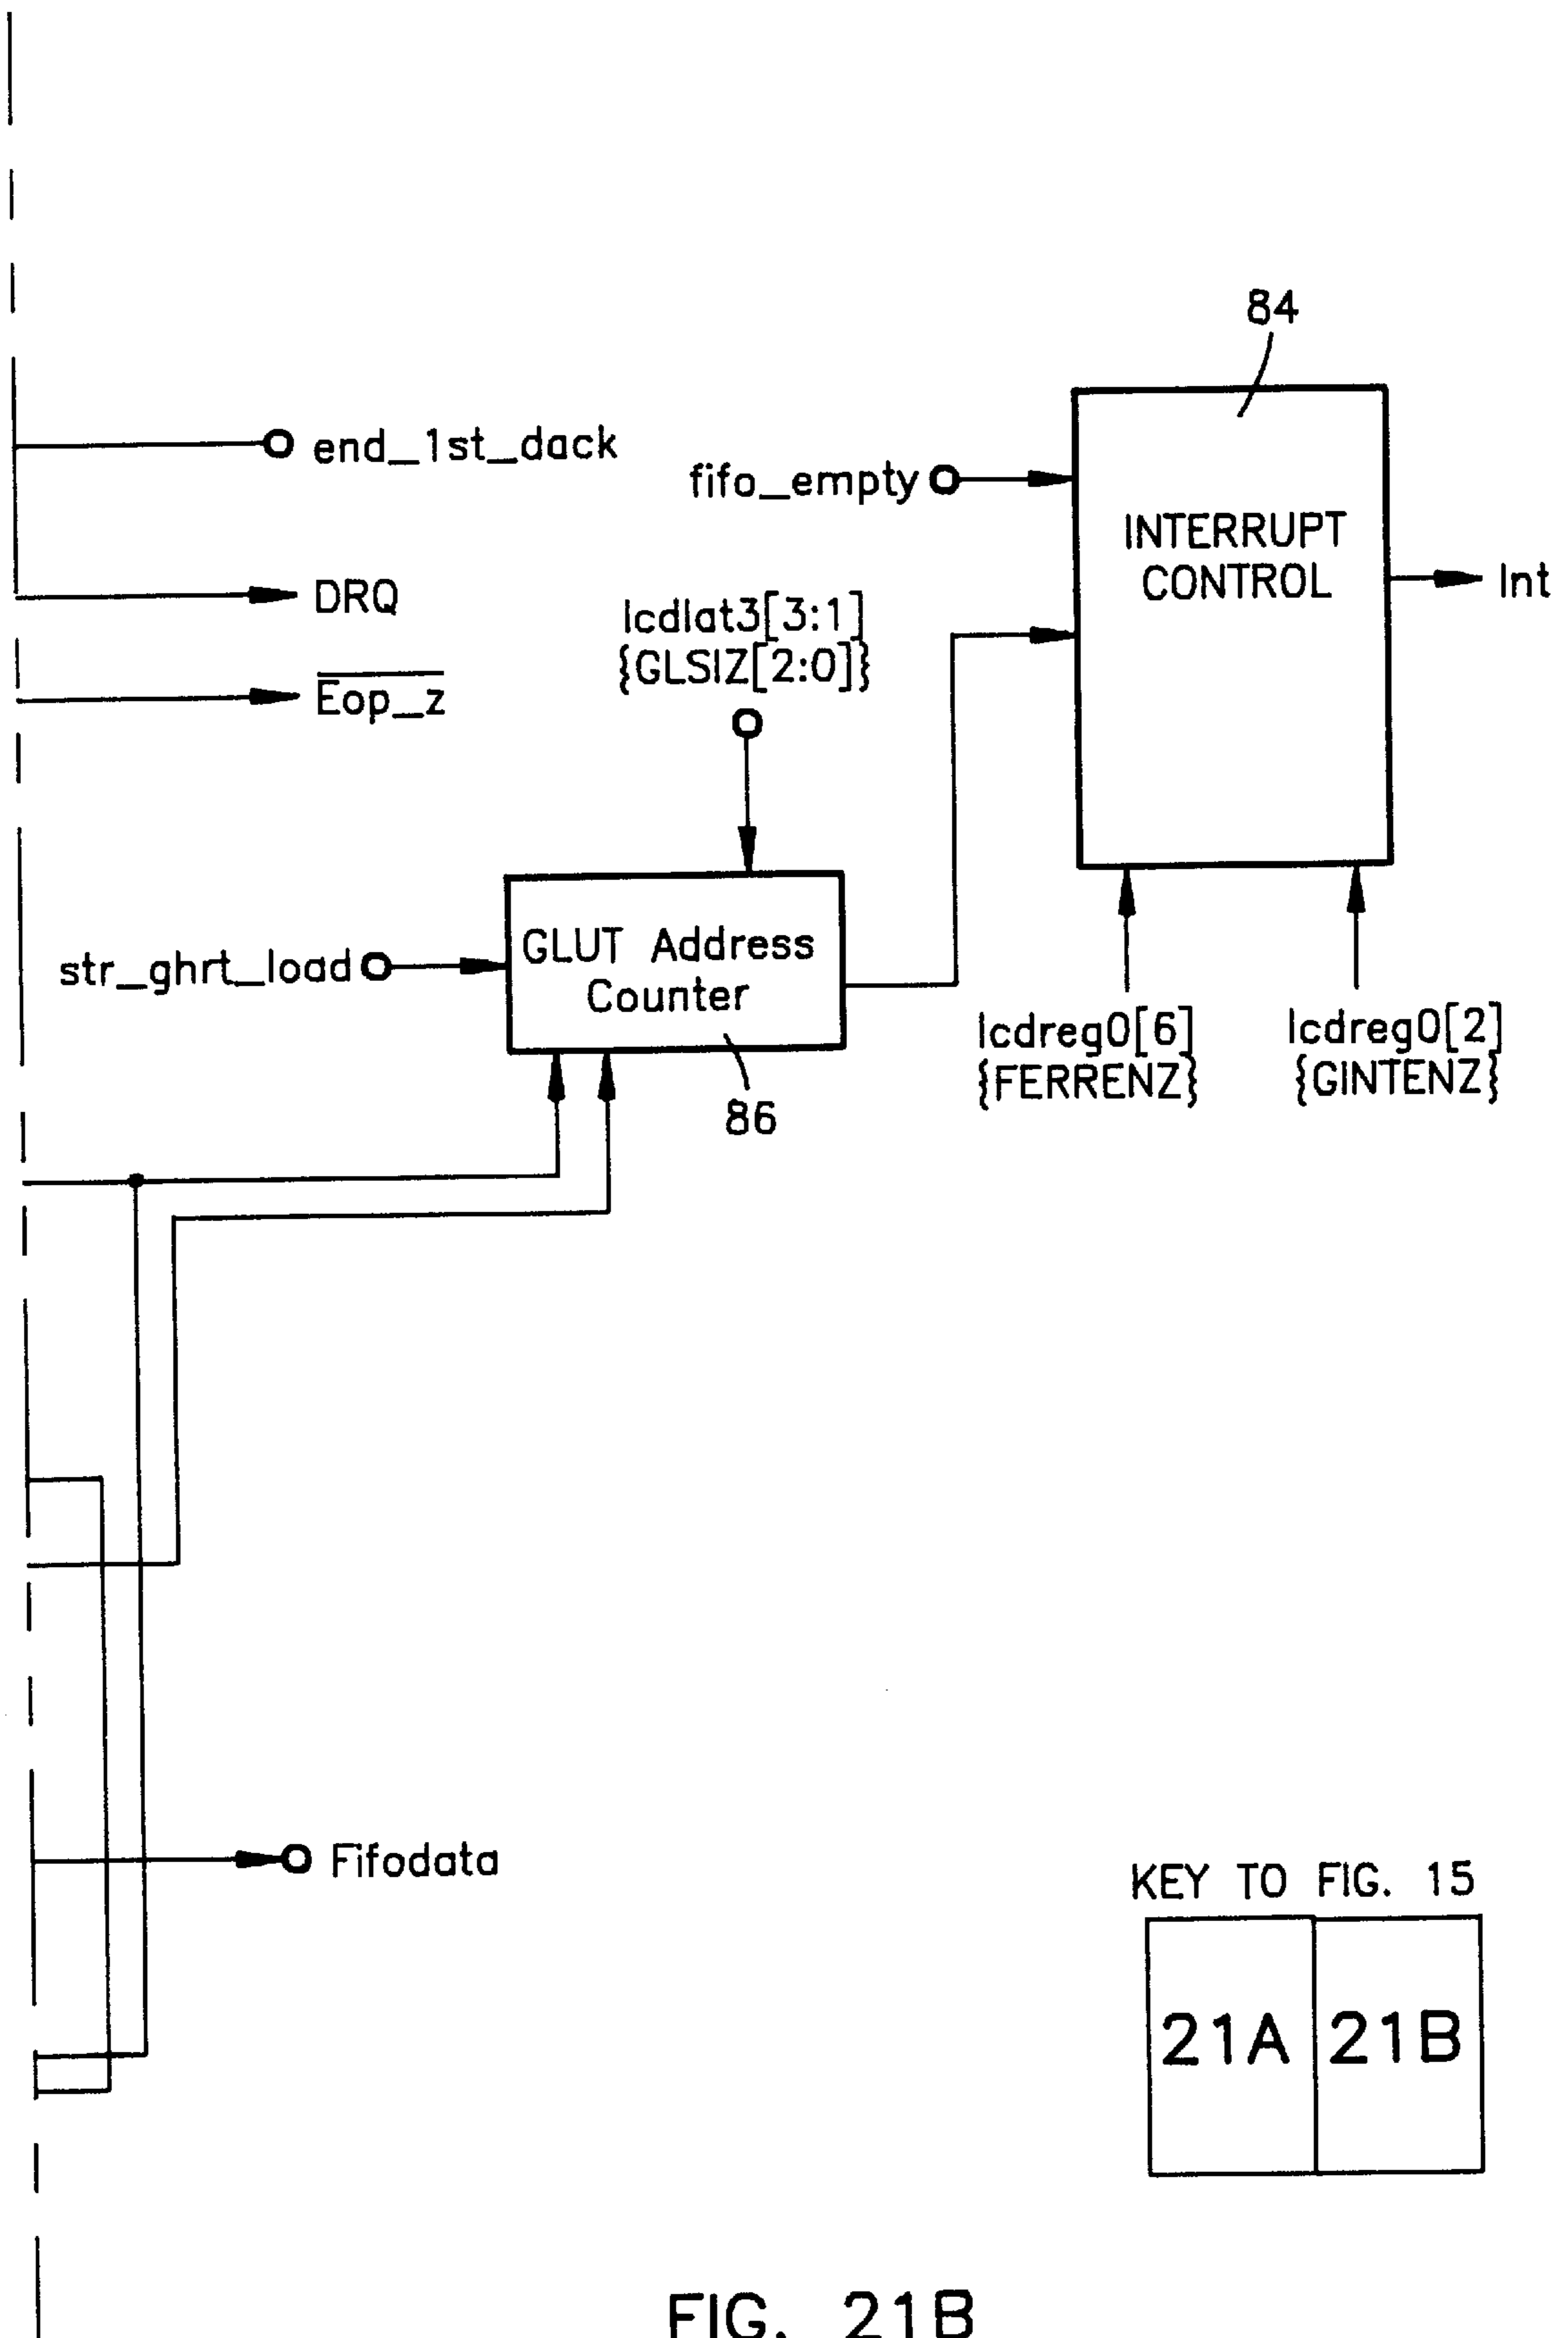 84
end_1st_dack
fifo_empty
INTERRUPT
CONTROL
Int
DRQ
lcdlat3[3:1]
{GLSIZ[2:0]}
Eop_z
str_ghrt_load
GLUT Address
Counter
86
lcdreg0[6]
{FERRENZ}
lcdreg0[2]
{GINTENZ}
Fifodata
KEY TO FIG. 15
21A
21B
FIG. 21B